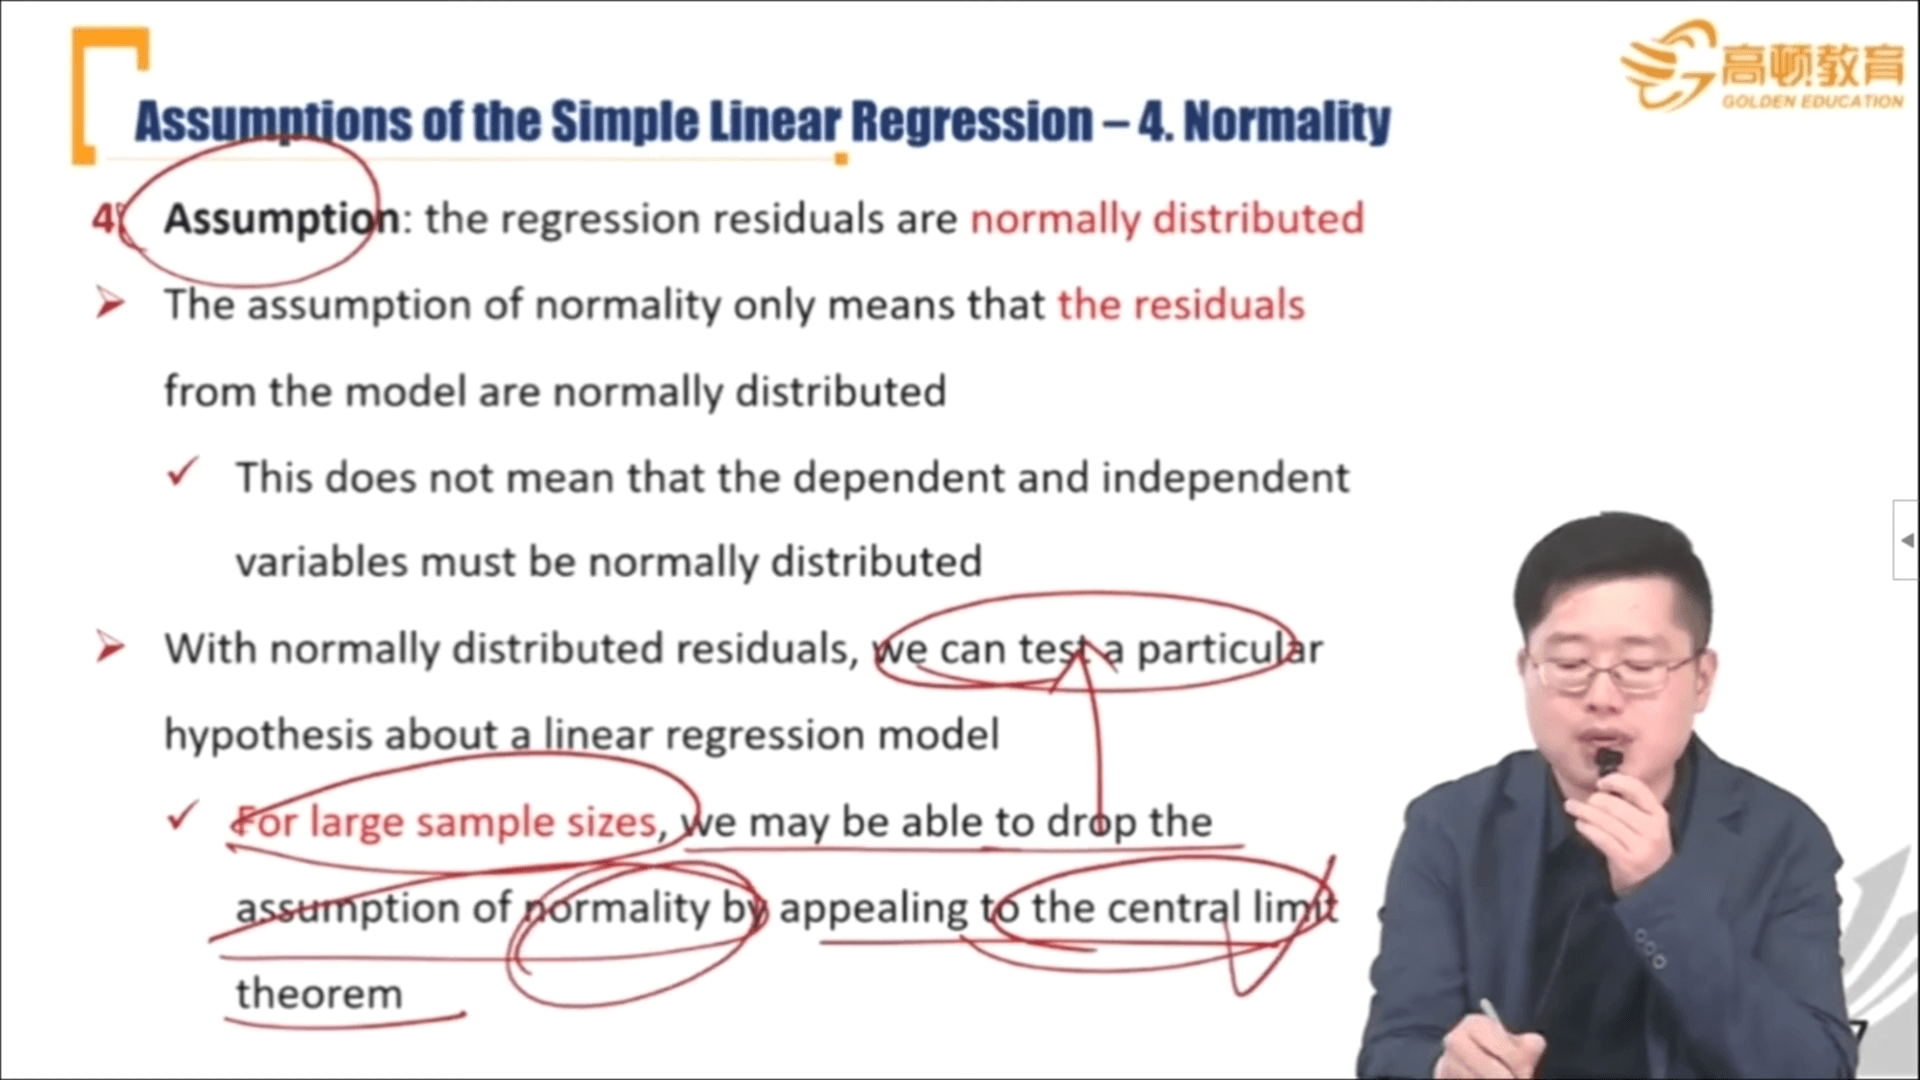 高顿教育
GOLDEN EDUCATION
Assumptions of the Simple Linear Regression – 4. Normality
4. Assumption: the regression residuals are normally distributed
The assumption of normality only means that the residuals
from the model are normally distributed
This does not mean that the dependent and independent
variables must be normally distributed
With normally distributed residuals, we can test a particular
hypothesis about a linear regression model
For large sample sizes, we may be able to drop the
assumption of normality by appealing to the central limit
theorem